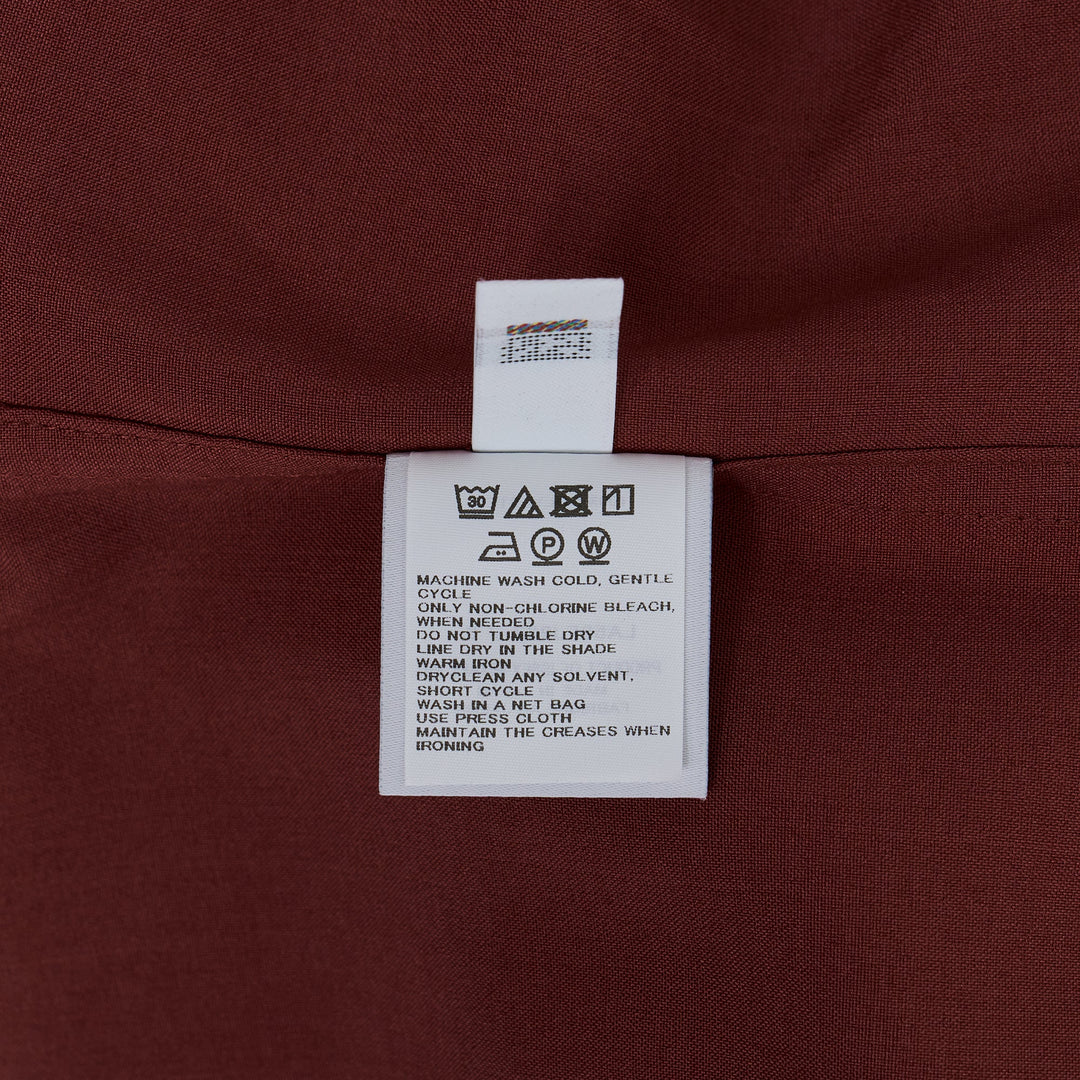 30
P W
MACHINE WASH COLD, GENTLE
CYCLE
ONLY NON-CHLORINE BLEACH,
WHEN NEEDED
DO NOT TUMBLE DRY
LINE DRY IN THE SHADE
WARM IRON
DRYCLEAN ANY SOLVENT,
SHORT CYCLE
WASH IN A NET BAG
USE PRESS CLOTH
MAINTAIN THE CREASES WHEN
IRONING